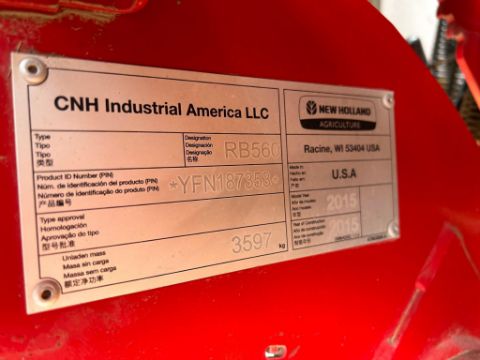 CNH Industrial America LLC
Type
Tipo
Tipo
类型
Designation
Designación
Designação
名称
RB560
Product ID Number (PIN)
Núm. de identificación del producto (PIN)
Número de identificação do produto (PIN)
产品编号
*YFN187358*
Type approval
Homologación
Aprovação do tipo
型号批准
Unladen mass
Masa sin carga
Massa sem carga
额定净功率
3597 kg
NEW HOLLAND
AGRICULTURE
Racine, WI 53404 USA
Made in
Hecho en
Feito em
产地
U.S.A
Model Year
Año de modelo
Ano modelo
年型
2015
Year of Construction
Año de construcción
Ano de construção
2015